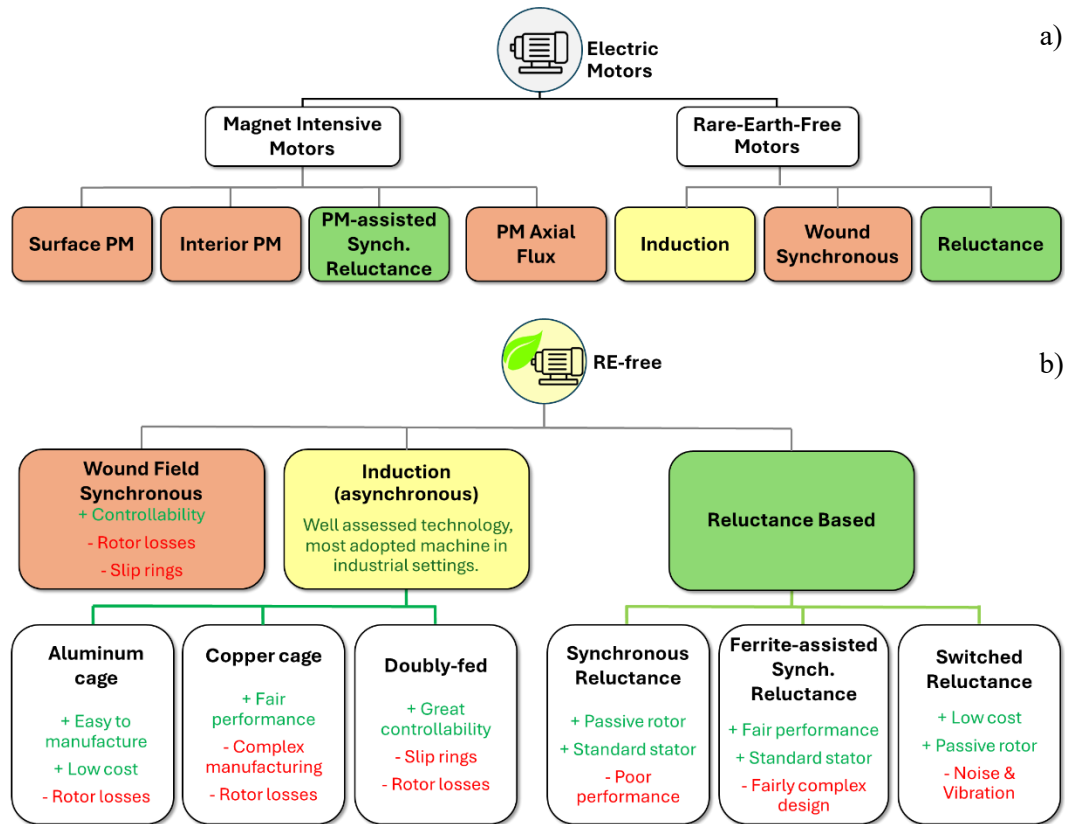 a)
Electric
Motors
Magnet Intensive
Motors
Rare-Earth-Free
Motors
Surface PM
Interior PM
PM-assisted
Synch.
Reluctance
PM Axial
Flux
Induction
Wound
Synchronous
Reluctance
b)
RE-free
Wound Field
Synchronous
+ Controllability
- Rotor losses
- Slip rings
Induction
(asynchronous)
Well assessed technology,
most adopted machine in
industrial settings.
Reluctance Based
Aluminum
cage
+ Easy to
manufacture
+ Low cost
- Rotor losses
Copper cage
+ Fair
performance
- Complex
manufacturing
- Rotor losses
Doubly-fed
+ Great
controllability
- Slip rings
- Rotor losses
Synchronous
Reluctance
+ Passive rotor
+ Standard stator
- Poor
performance
Ferrite-assisted
Synch.
Reluctance
+ Fair performance
+ Standard stator
- Fairly complex
design
Switched
Reluctance
+ Low cost
+ Passive rotor
- Noise &
Vibration